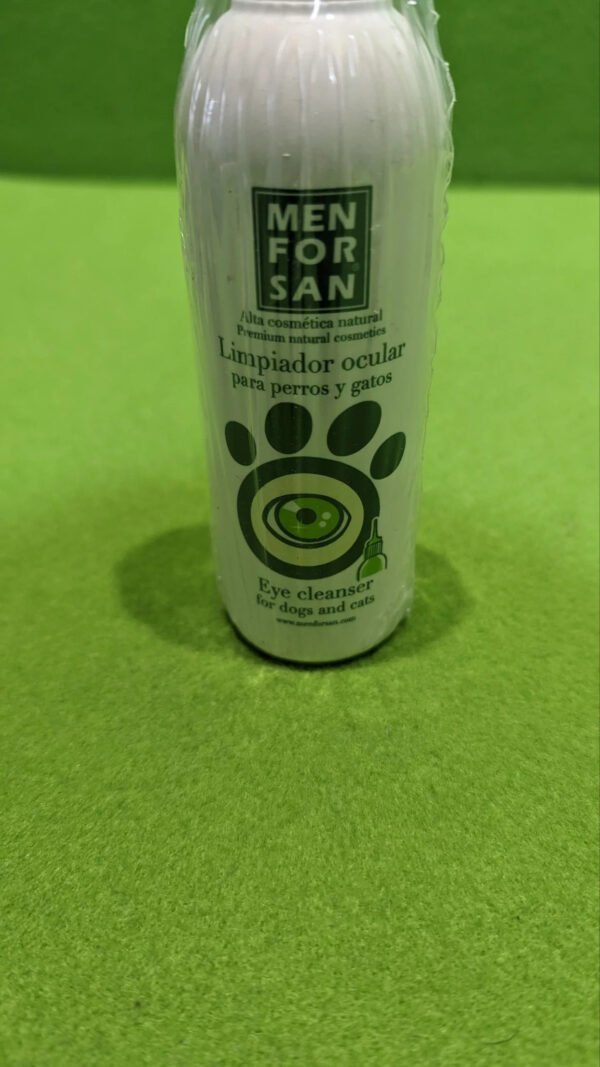 MEN
FOR
SAN
Alta cosmética natural
Premium natural cosmetics
Limpiador ocular
para perros y gatos
Eye cleanser
for dogs and cats
www.menforsan.com